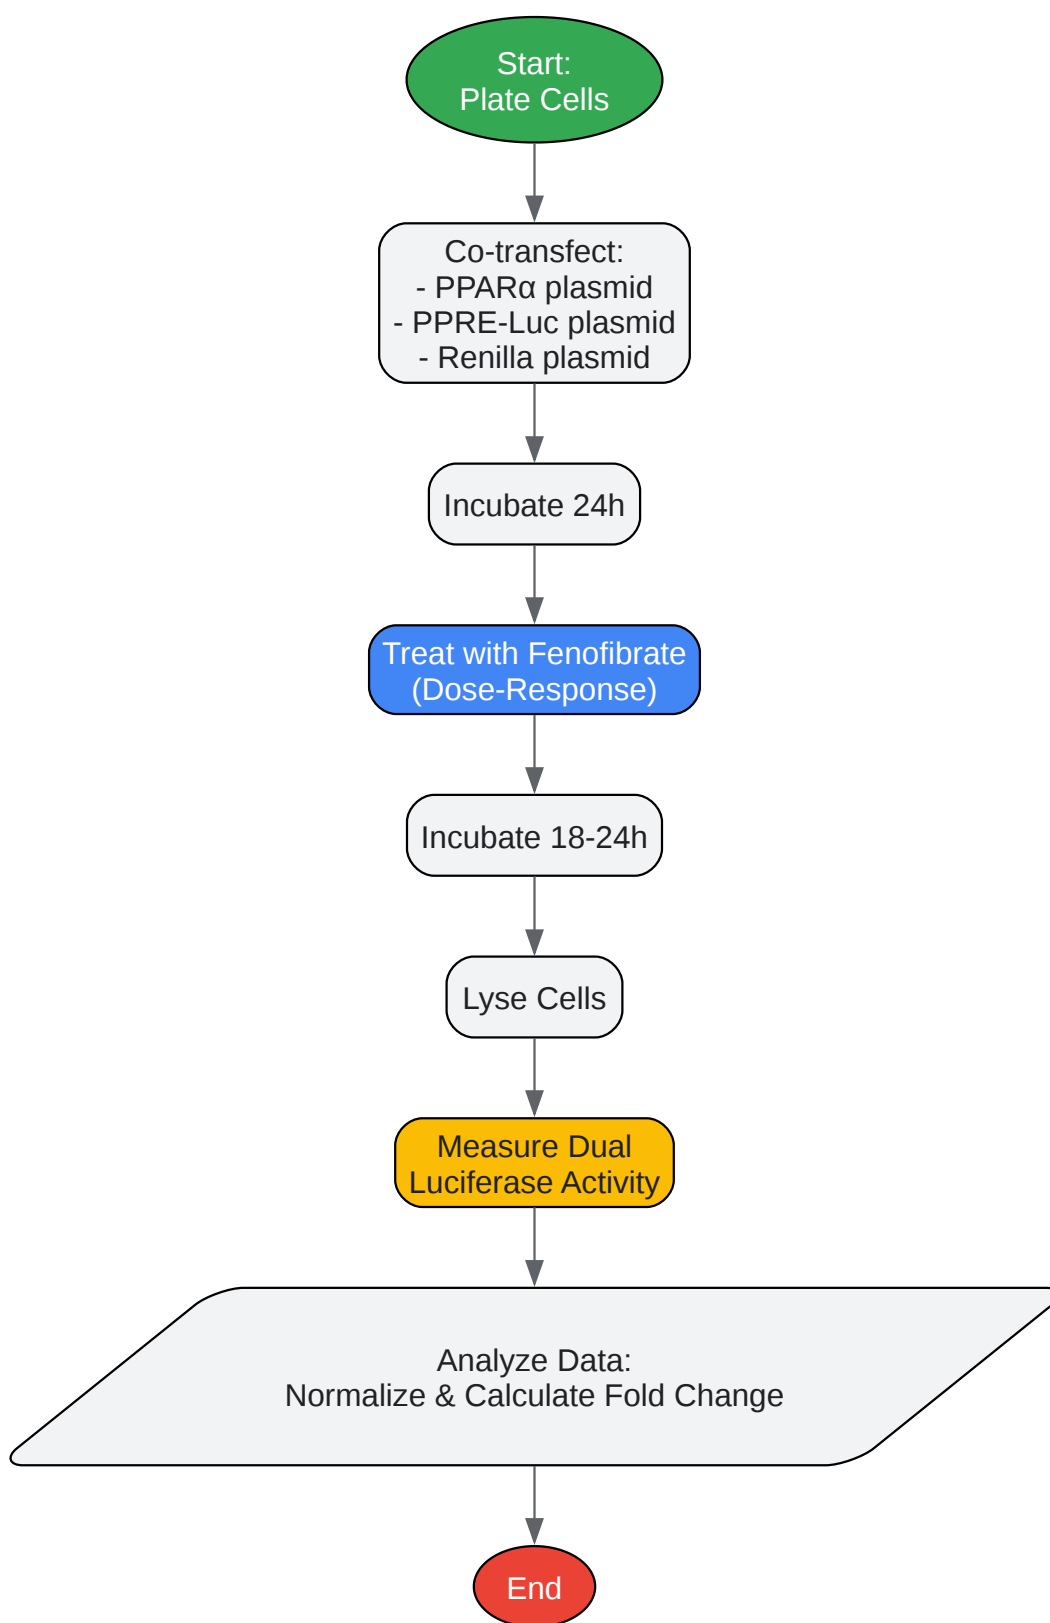 Start:
Plate Cells
Co-transfect:
- PPARα plasmid
- PPRE-Luc plasmid
- Renilla plasmid
Incubate 24h
Treat with Fenofibrate
(Dose-Response)
Incubate 18-24h
Lyse Cells
Measure Dual
Luciferase Activity
Analyze Data:
Normalize & Calculate Fold Change
End